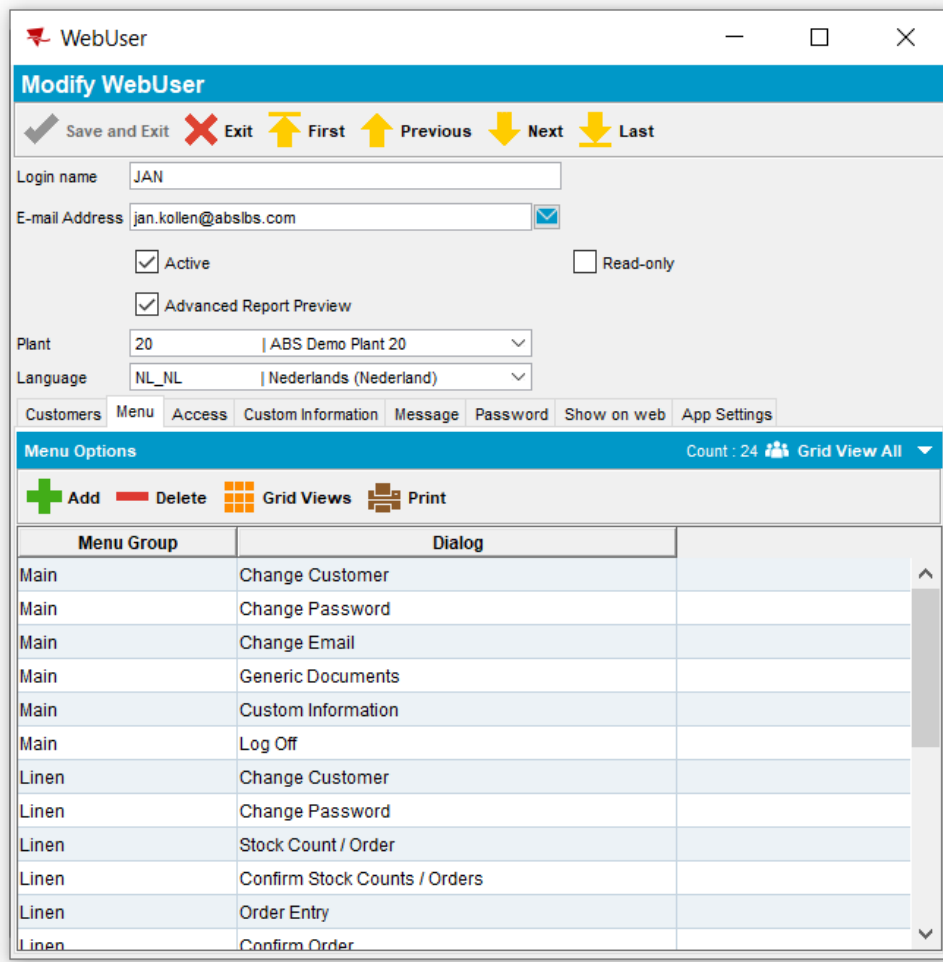 WebUser
Modify WebUser
Save and Exit Exit First Previous Next Last
Login name JAN
E-mail Address jan.kollen@abslbs.com
Active Read-only
Advanced Report Preview
Plant 20 | ABS Demo Plant 20
Language NL_NL | Nederlands (Nederland)
Customers Menu Access Custom Information Message Password Show on web App Settings
Menu Options Count : 24 Grid View All
Add Delete Grid Views Print
Menu Group Dialog
Main Change Customer
Main Change Password
Main Change Email
Main Generic Documents
Main Custom Information
Main Log Off
Linen Change Customer
Linen Change Password
Linen Stock Count / Order
Linen Confirm Stock Counts / Orders
Linen Order Entry
Linen Confirm Order